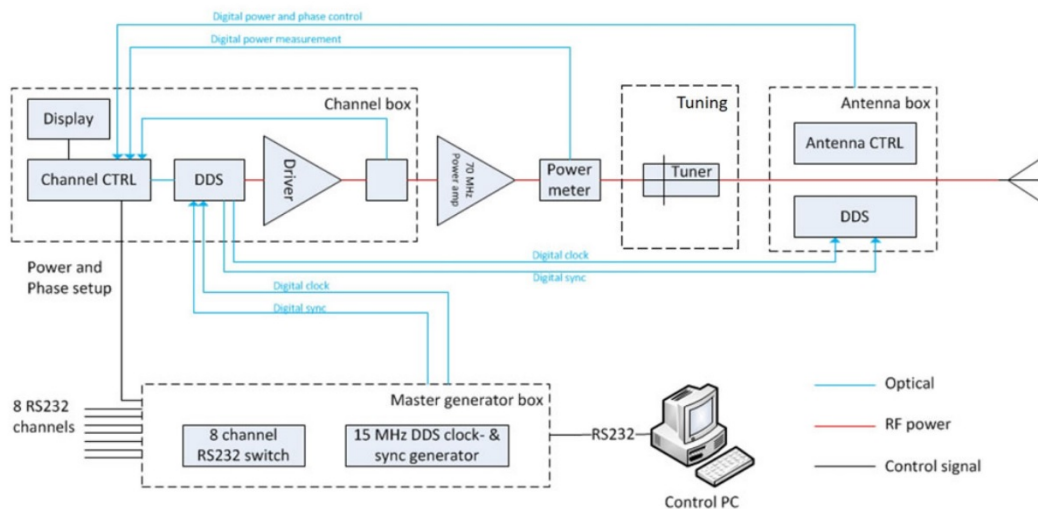 Digital power and phase control
Digital power measurement
Channel box
Tuning
Antenna box
Display
Channel CTRL
DDS
Driver
70 MHz
Power amp
Power
meter
Tuner
Antenna CTRL
DDS
Power and
Phase setup
Digital clock
Digital sync
Digital clock
Digital sync
8 RS232
channels
Master generator box
8 channel
RS232 switch
15 MHz DDS clock- &
sync generator
RS232
Control PC
Optical
RF power
Control signal